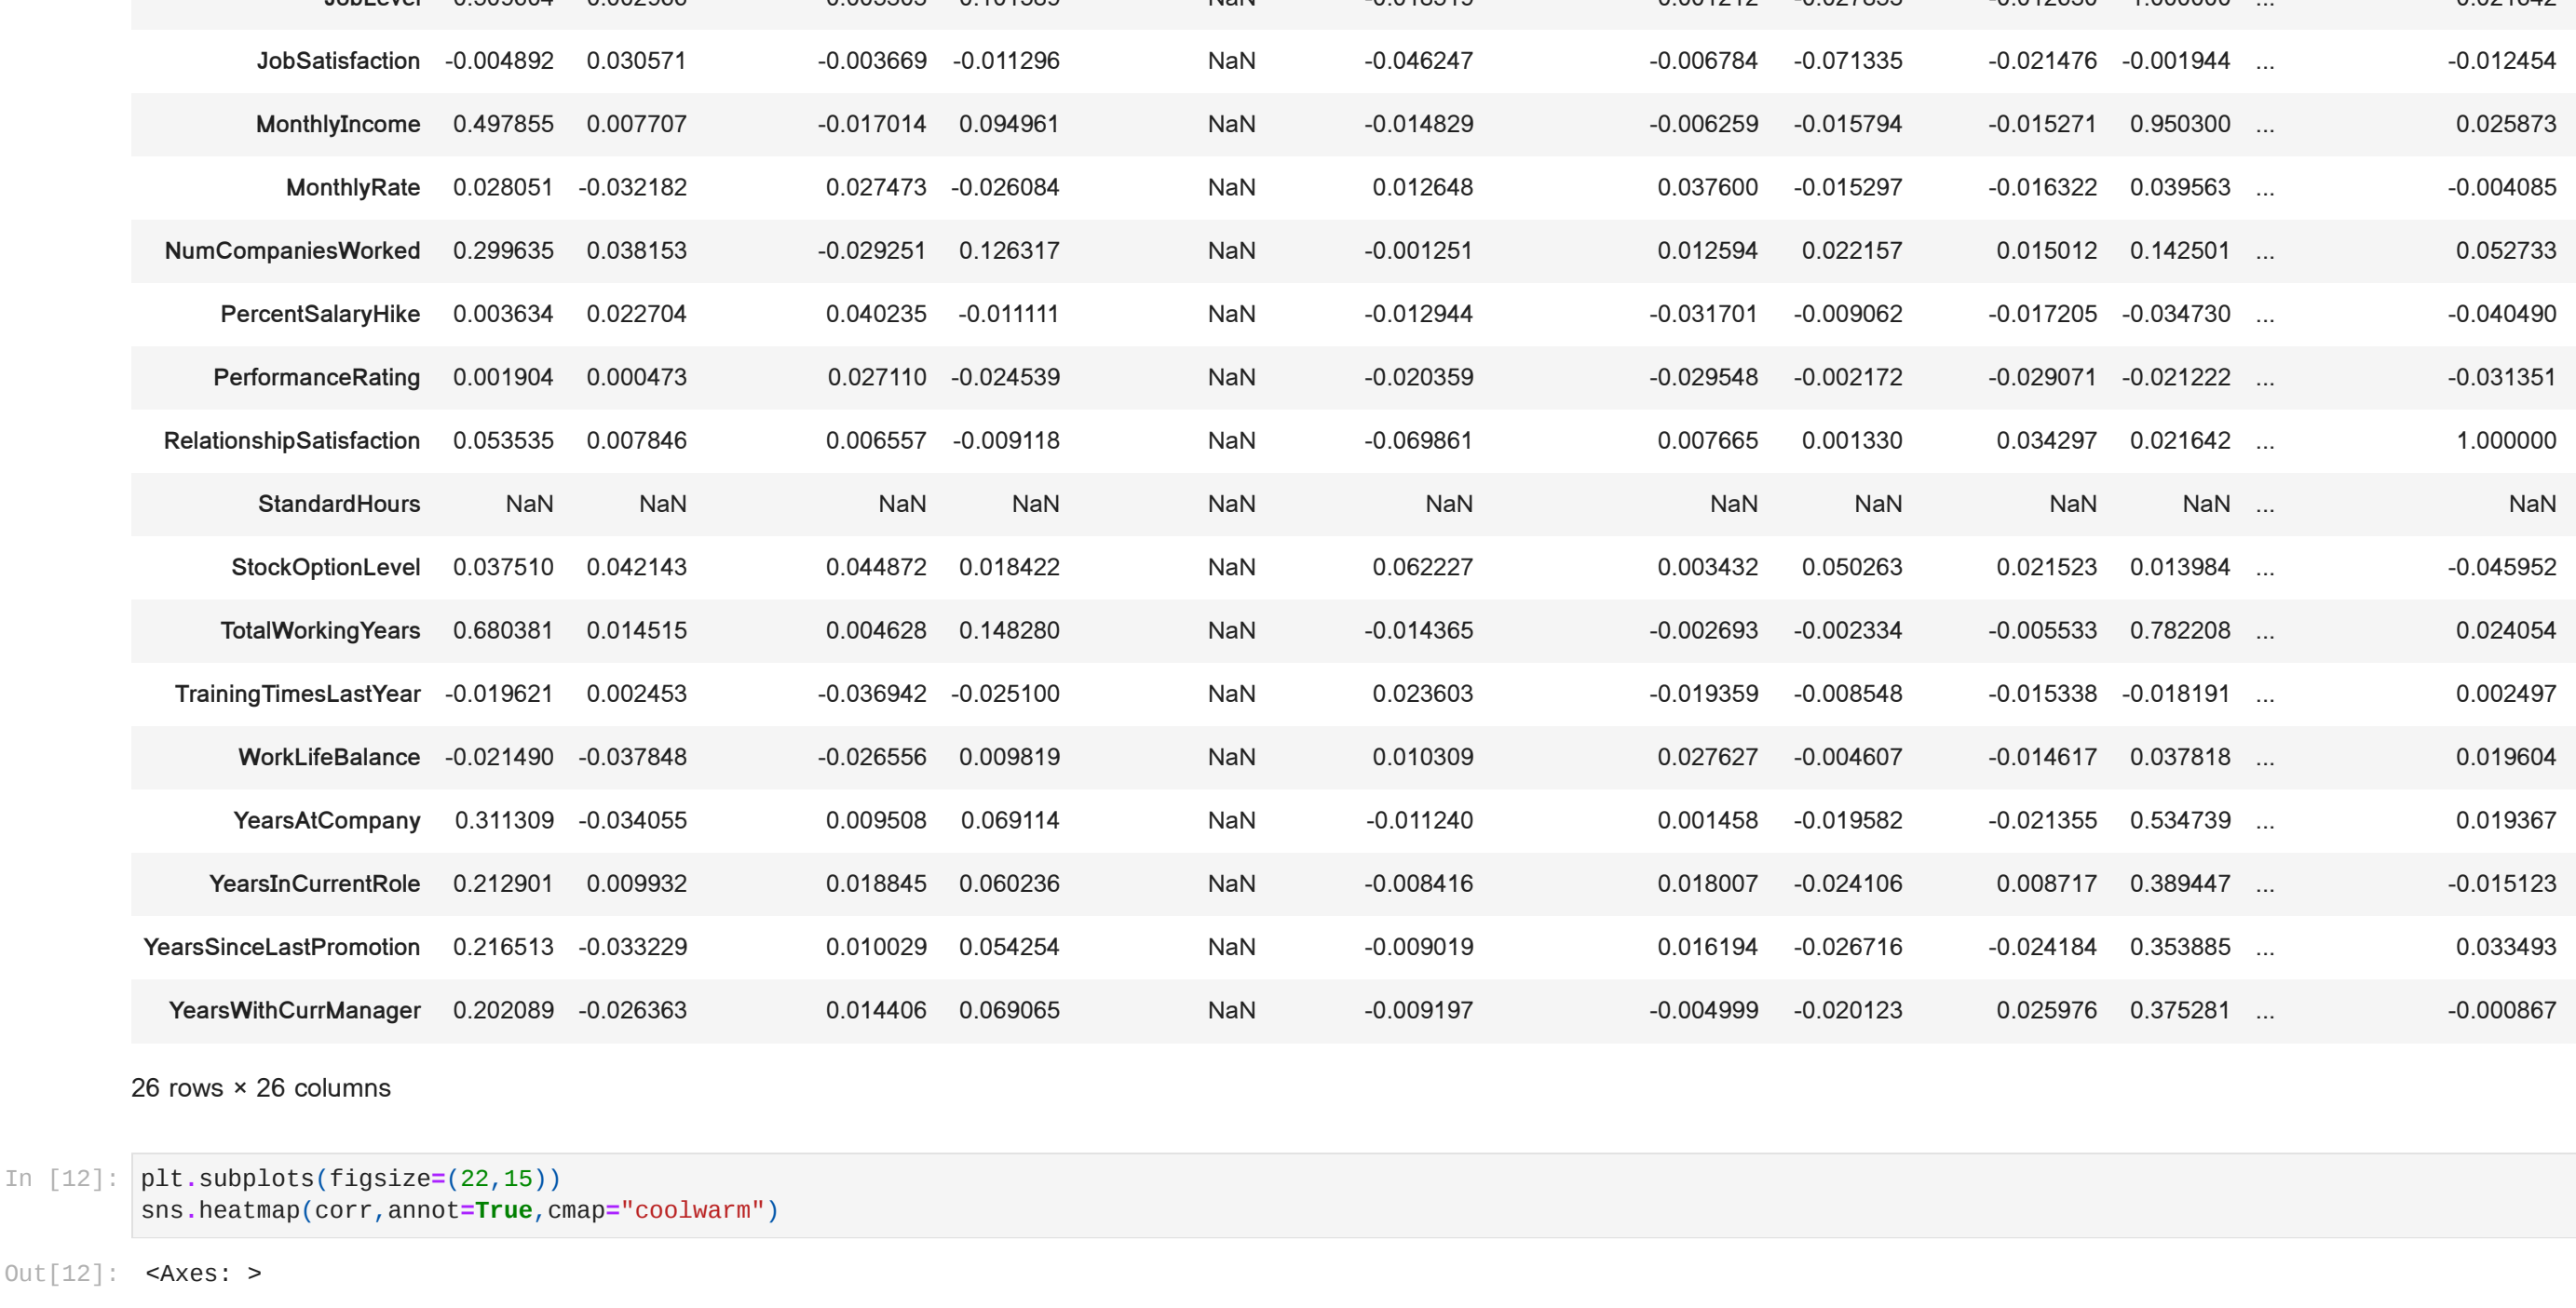 JobSatisfaction -0.004892 0.030571 -0.003669 -0.011296 NaN -0.046247 -0.006784 -0.071335 -0.021476 -0.001944 ... -0.012454
MonthlyIncome 0.497855 0.007707 -0.017014 0.094961 NaN -0.014829 -0.006259 -0.015794 -0.015271 0.950300 ... 0.025873
MonthlyRate 0.028051 -0.032182 0.027473 -0.026084 NaN 0.012648 0.037600 -0.015297 -0.016322 0.039563 ... -0.004085
NumCompaniesWorked 0.299635 0.038153 -0.029251 0.126317 NaN -0.001251 0.012594 0.022157 0.015012 0.142501 ... 0.052733
PercentSalaryHike 0.003634 0.022704 0.040235 -0.011111 NaN -0.012944 -0.031701 -0.009062 -0.017205 -0.034730 ... -0.040490
PerformanceRating 0.001904 0.000473 0.027110 -0.024539 NaN -0.020359 -0.029548 -0.002172 -0.029071 -0.021222 ... -0.031351
RelationshipSatisfaction 0.053535 0.007846 0.006557 -0.009118 NaN -0.069861 0.007665 0.001330 0.034297 0.021642 ... 1.000000
StandardHours NaN NaN NaN NaN NaN NaN NaN NaN NaN NaN ... NaN
StockOptionLevel 0.037510 0.042143 0.044872 0.018422 NaN 0.062227 0.003432 0.050263 0.021523 0.013984 ... -0.045952
TotalWorkingYears 0.680381 0.014515 0.004628 0.148280 NaN -0.014365 -0.002693 -0.002334 -0.005533 0.782208 ... 0.024054
TrainingTimesLastYear -0.019621 0.002453 -0.036942 -0.025100 NaN 0.023603 -0.019359 -0.008548 -0.015338 -0.018191 ... 0.002497
WorkLifeBalance -0.021490 -0.037848 -0.026556 0.009819 NaN 0.010309 0.027627 -0.004607 -0.014617 0.037818 ... 0.019604
YearsAtCompany 0.311309 -0.034055 0.009508 0.069114 NaN -0.011240 0.001458 -0.019582 -0.021355 0.534739 ... 0.019367
YearsInCurrentRole 0.212901 0.009932 0.018845 0.060236 NaN -0.008416 0.018007 -0.024106 0.008717 0.389447 ... -0.015123
YearsSinceLastPromotion 0.216513 -0.033229 0.010029 0.054254 NaN -0.009019 0.016194 -0.026716 -0.024184 0.353885 ... 0.033493
YearsWithCurrManager 0.202089 -0.026363 0.014406 0.069065 NaN -0.009197 -0.004999 -0.020123 0.025976 0.375281 ... -0.000867
26 rows × 26 columns
In [12]: plt.subplots(figsize=(22,15))
sns.heatmap(corr,annot=True,cmap="coolwarm")
Out[12]: <Axes: >